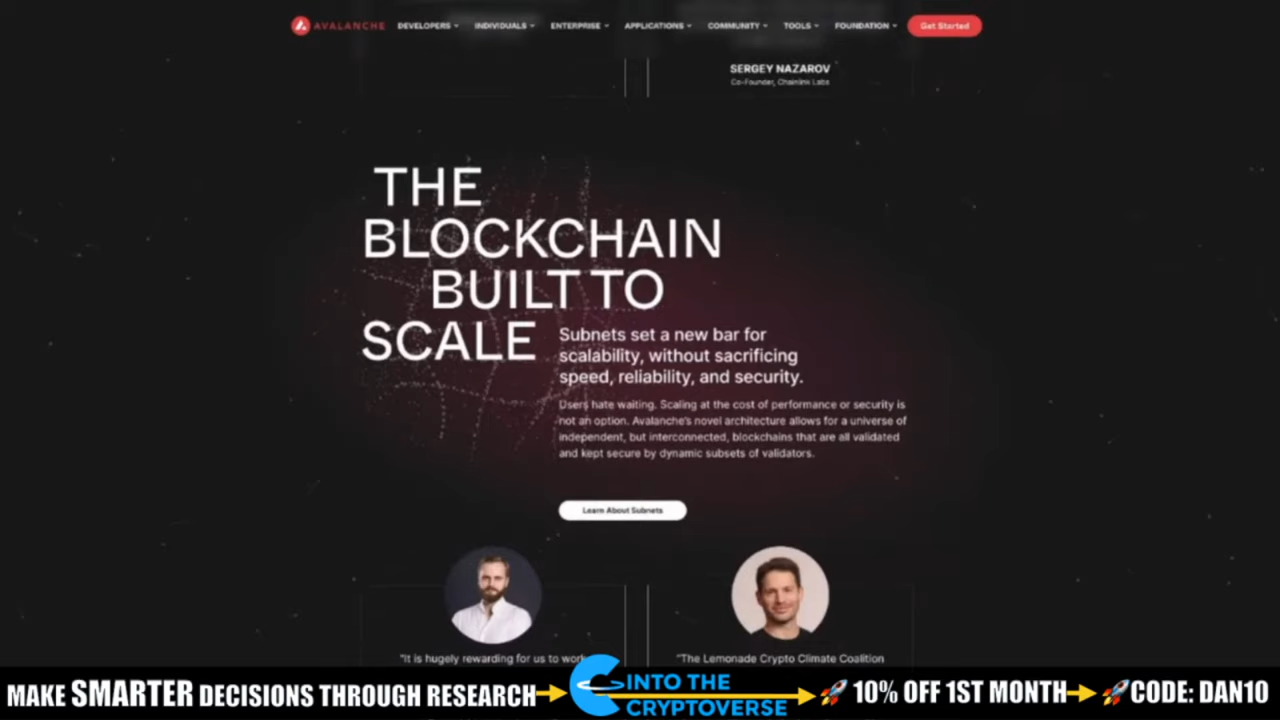 AVALANCHE DEVELOPERS INDIVIDUALS ENTERPRISE APPLICATIONS COMMUNITY TOOLS FOUNDATION Get Started
SERGEY NAZAROV
Co-Founder, Chainlink Labs
THE
BLOCKCHAIN
BUILT TO
SCALE
Subnets set a new bar for
scalability, without sacrificing
speed, reliability, and security.
Users hate waiting. Scaling at the cost of performance or security is
not an option. Avalanche's novel architecture allows for a universe of
independent, but interconnected, blockchains that are all validated
and kept secure by dynamic subsets of validators.
Learn About Subnets
"It is hugely rewarding for us to work
"The Lemonade Crypto Climate Coalition
MAKE SMARTER DECISIONS THROUGH RESEARCH
INTO THE
CRYPTOVERSE
10% OFF 1ST MONTH
CODE: DAN10